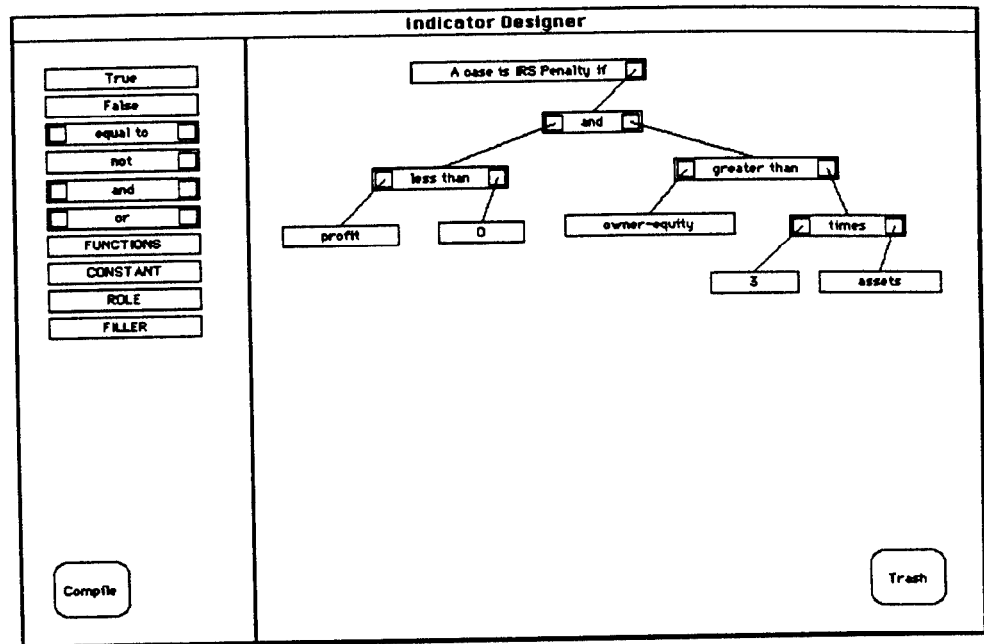 Indicator Designer
True
False
equal to
not
and
or
FUNCTIONS
CONSTANT
ROLE
FILLER
Compile
A case is IRS Penalty if
and
less than
greater than
profit
0
owner-equity
times
3
assets
Trash